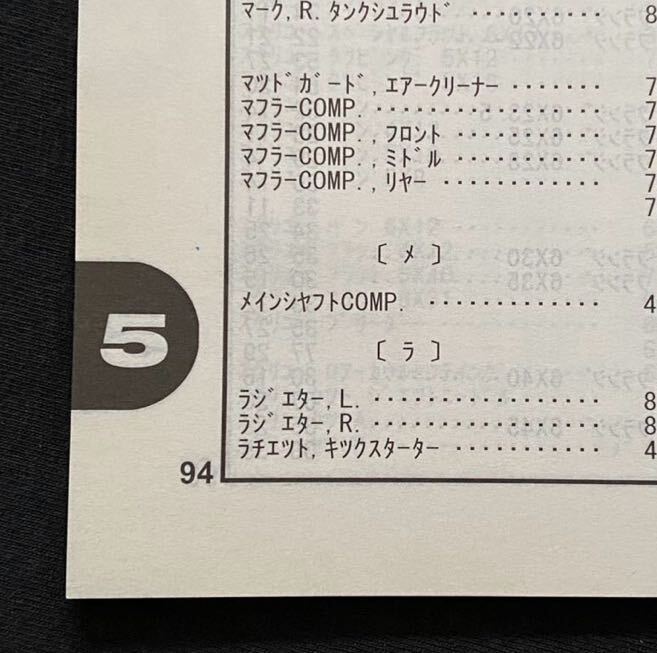 マーク, R. タンクシユラウド ・・・・・・・・・・ 8
マツドガード, エアークリーナー ・・・・・・・ 7
マフラーCOMP. ・・・・・・・・・・・・・・・・ 7
マフラーCOMP., フロント ・・・・・・・・・・・ 7
マフラーCOMP., ミドル ・・・・・・・・・・・・ 7
マフラーCOMP., リヤー ・・・・・・・・・・・・ 7
7
〔 メ 〕
メインシヤフトCOMP. ・・・・・・・・・・・・・ 4
〔 ラ 〕
ラジエター, L. ・・・・・・・・・・・・・・・・ 8
ラジエター, R. ・・・・・・・・・・・・・・・・ 8
ラチエツト, キツクスターター ・・・・・・・・ 4
5
94